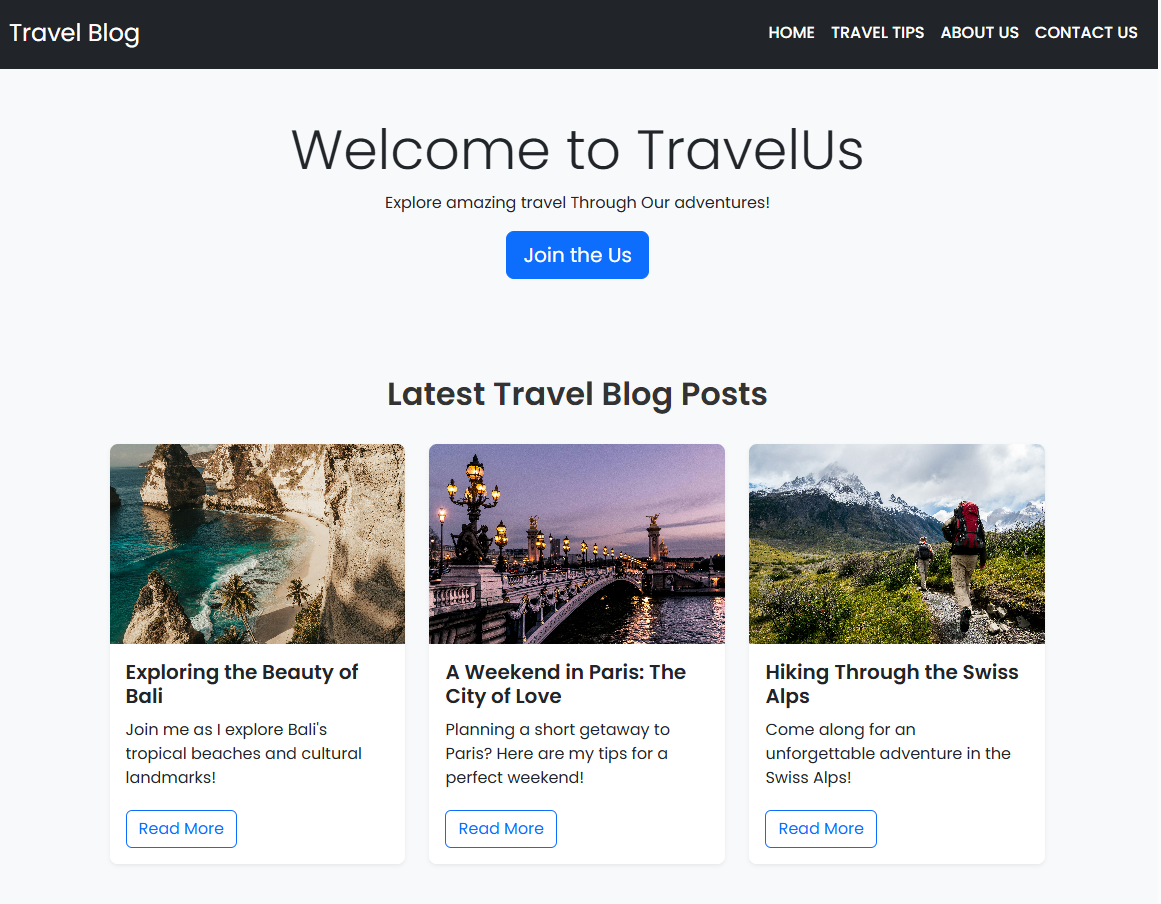 Travel Blog
HOME TRAVEL TIPS ABOUT US CONTACT US
Welcome to TravelUs
Explore amazing travel Through Our adventures!
Join the Us
Latest Travel Blog Posts
Exploring the Beauty of
Bali
Join me as I explore Bali's
tropical beaches and cultural
landmarks!
Read More
A Weekend in Paris: The
City of Love
Planning a short getaway to
Paris? Here are my tips for a
perfect weekend!
Read More
Hiking Through the Swiss
Alps
Come along for an
unforgettable adventure in the
Swiss Alps!
Read More